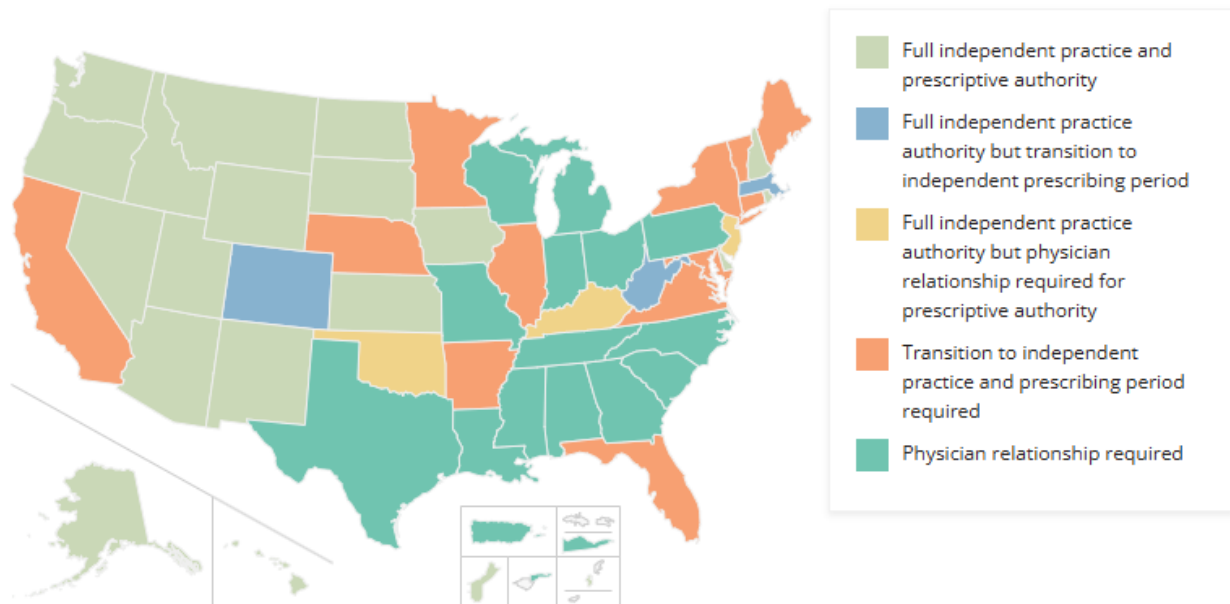 Full independent practice and
prescriptive authority
Full independent practice
authority but transition to
independent prescribing period
Full independent practice
authority but physician
relationship required for
prescriptive authority
Transition to independent
practice and prescribing period
required
Physician relationship required